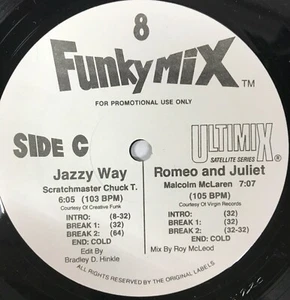 8
Funkymix TM
FOR PROMOTIONAL USE ONLY
SIDE C
ULTIMIX
SATELLITE SERIES ®
Jazzy Way
Scratchmaster Chuck T.
6:05 (103 BPM)
Courtesy Of Creative Funk
INTRO: (8-32)
BREAK 1: (32)
BREAK 2: (64)
END: COLD
Edit By
Bradley D. Hinkle
Romeo and Juliet
Malcolm McLaren 7:07
(105 BPM)
Courtesy Of Virgin Records
INTRO: (32)
BREAK 1: (32)
BREAK 2: (32)
END: COLD
Mix By Roy McLeod
ALL RIGHTS RESERVED BY THE ORIGINAL LABELS